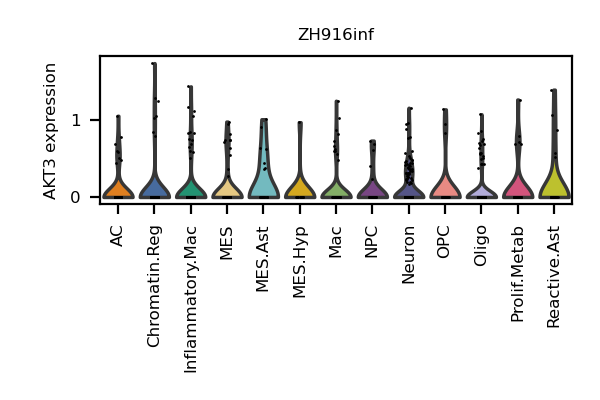 ZH916inf
AKT3 expression
1
0
AC
Chromatin.Reg
Inflammatory.Mac
MES
MES.Ast
MES.Hyp
Mac
NPC
Neuron
OPC
Oligo
Prolif.Metab
Reactive.Ast